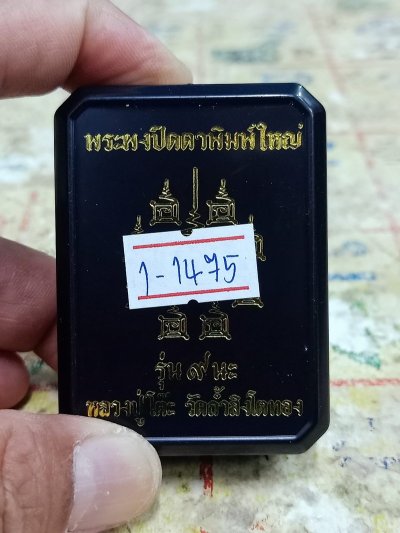 พระผงปิดตาพิมพ์ใหญ่
1-1475
รุ่น ๙ นะ
หลวงปู่โต๊ะ วัดถ้ำสิงโตทอง